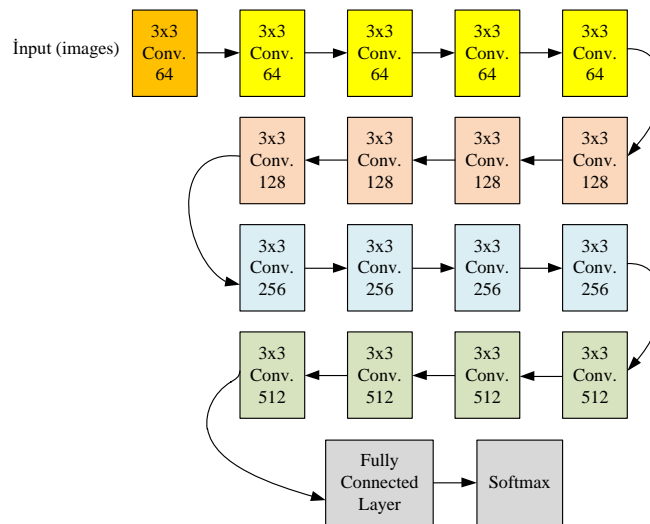 İnput (images)
3x3
Conv.
64
3x3
Conv.
64
3x3
Conv.
64
3x3
Conv.
64
3x3
Conv.
64
3x3
Conv.
128
3x3
Conv.
128
3x3
Conv.
128
3x3
Conv.
128
3x3
Conv.
256
3x3
Conv.
256
3x3
Conv.
256
3x3
Conv.
256
3x3
Conv.
512
3x3
Conv.
512
3x3
Conv.
512
3x3
Conv.
512
Fully
Connected
Layer
Softmax